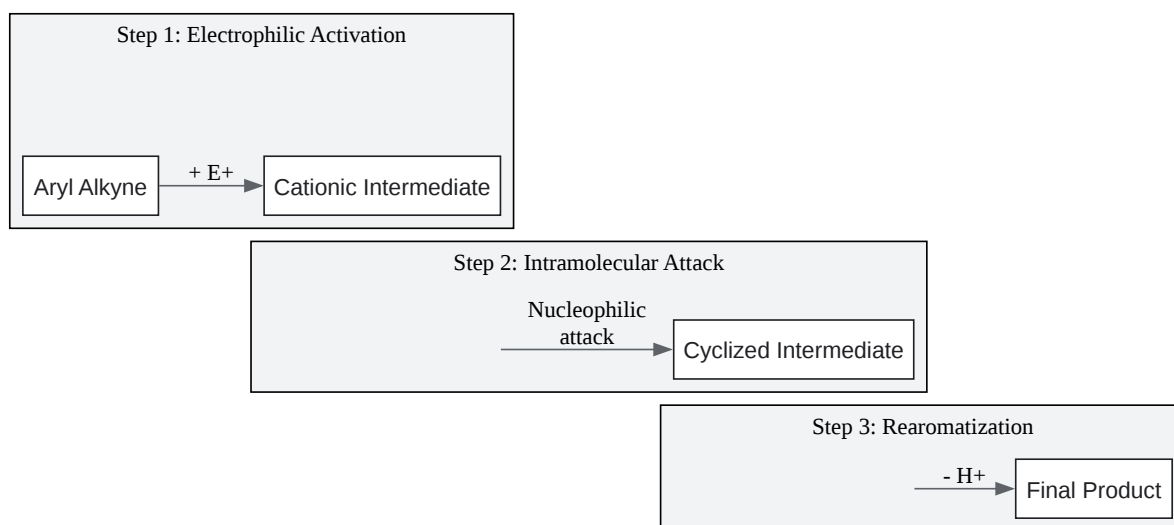 Step 1: Electrophilic Activation
Aryl Alkyne
+ E+
Cationic Intermediate
Step 2: Intramolecular Attack
Nucleophilic
attack
Cyclized Intermediate
Step 3: Rearomatization
- H+
Final Product